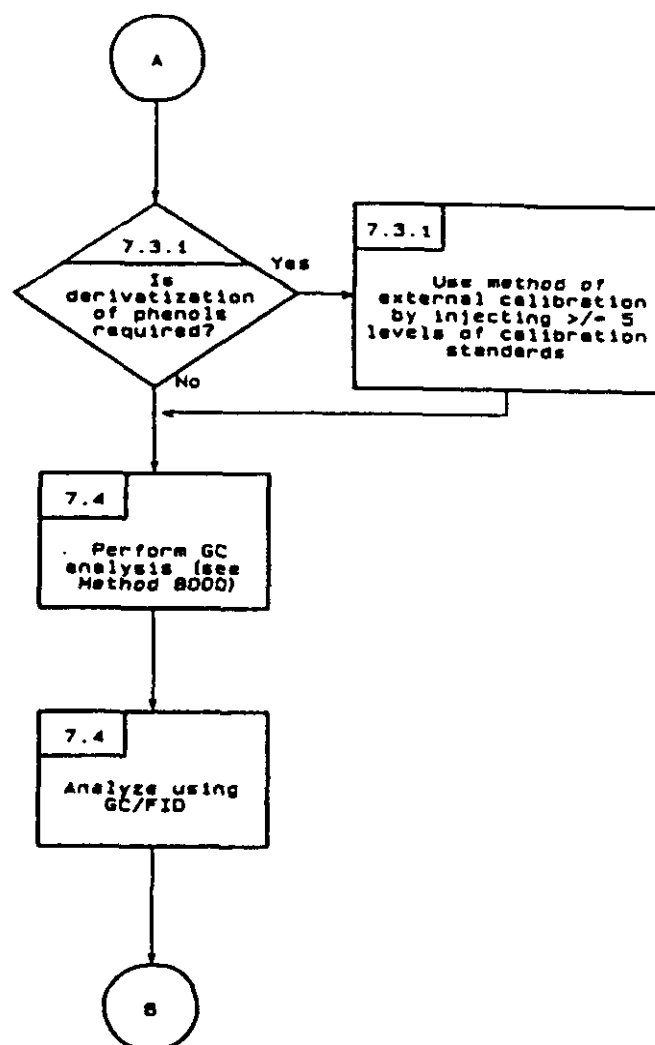 A
7.3.1
Is
derivatization
of phenols
required?
Yes
No
7.3.1
Use method of
external calibration
by injecting >/= 5
levels of calibration
standards
7.4
Perform GC
analysis (see
Method 8000)
7.4
Analyze using
GC/FID
B